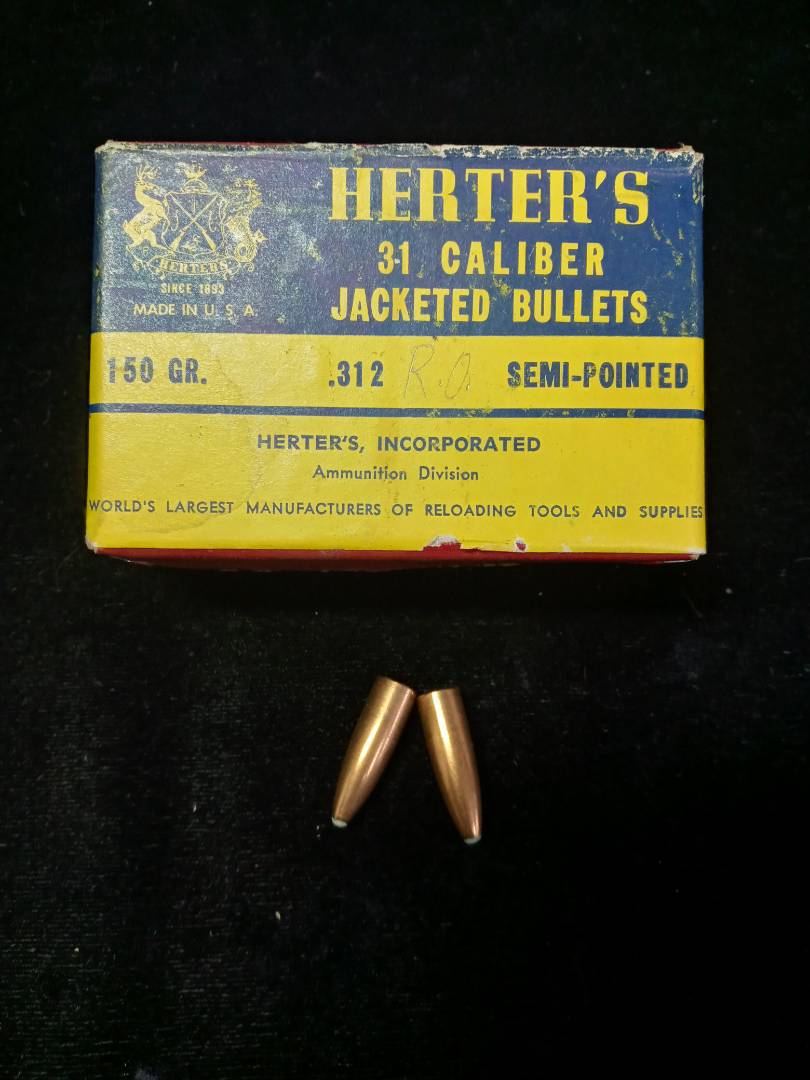 HERTER'S
31 CALIBER
JACKETED BULLETS
HERTER'S
SINCE 1893
MADE IN U. S. A.
150 GR. .312 R.O. SEMI-POINTED
HERTER'S, INCORPORATED
Ammunition Division
WORLD'S LARGEST MANUFACTURERS OF RELOADING TOOLS AND SUPPLIES